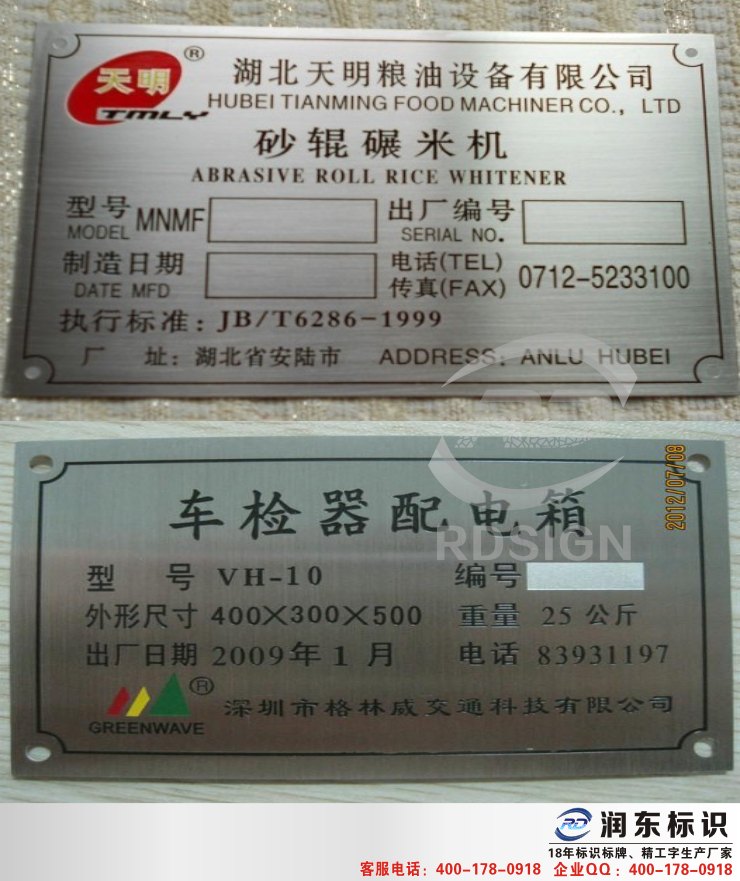 天明 ®
TMLY
湖北天明粮油设备有限公司
HUBEI TIANMING FOOD MACHINER CO., LTD
砂辊碾米机
ABRASIVE ROLL RICE WHITENER
型号 MNMF 出厂编号
MODEL SERIAL NO.
制造日期 电话(TEL) 0712-5233100
DATE MFD 传真(FAX)
执行标准: JB/T6286-1999
厂 址: 湖北省安陆市 ADDRESS: ANLU HUBEI
2012/07/08
车检器配电箱
RDSIGN
型 号 VH-10 编号
外形尺寸 400×300×500 重量 25公斤
出厂日期 2009年1月 电话 83931197
® 深圳市格林威交通科技有限公司
GREENWAVE
RD 润东标识
18年标识标牌、精工字生产厂家
客服电话: 400-178-0918 企业QQ: 400-178-0918